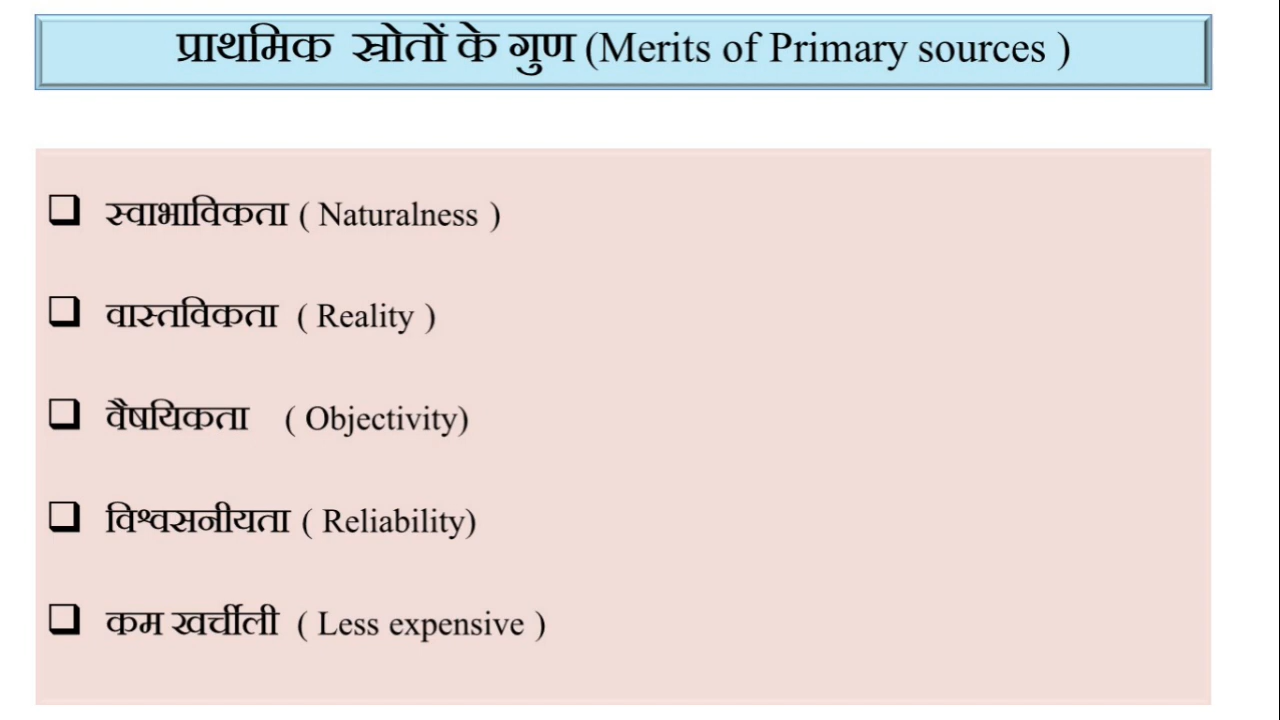 प्राथमिक स्रोतों के गुण (Merits of Primary sources )
❑ स्वाभाविकता ( Naturalness )
❑ वास्तविकता ( Reality )
❑ वैषयिकता ( Objectivity)
❑ विश्वसनीयता ( Reliability)
❑ कम खर्चीली ( Less expensive )